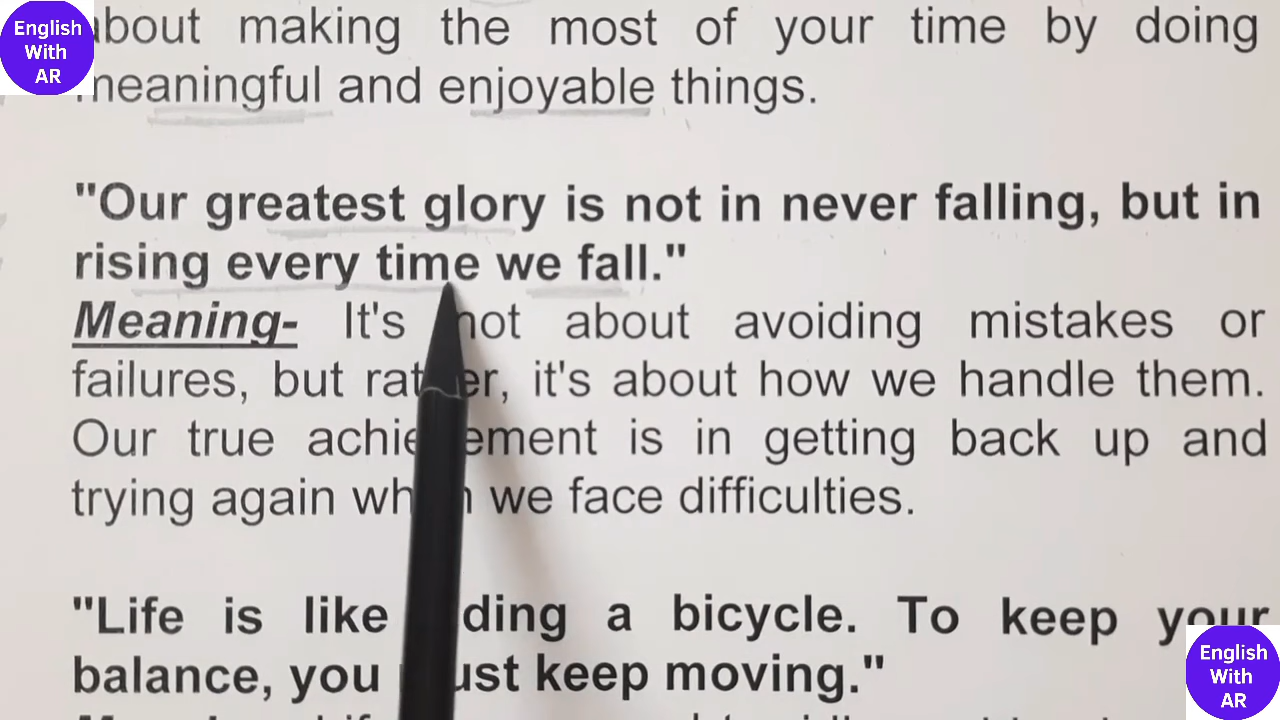 English
With
AR
about making the most of your time by doing
meaningful and enjoyable things.
"Our greatest glory is not in never falling, but in
rising every time we fall."
Meaning- It's not about avoiding mistakes or
failures, but rather, it's about how we handle them.
Our true achievement is in getting back up and
trying again when we face difficulties.
"Life is like riding a bicycle. To keep your
balance, you must keep moving."
English
With
AR